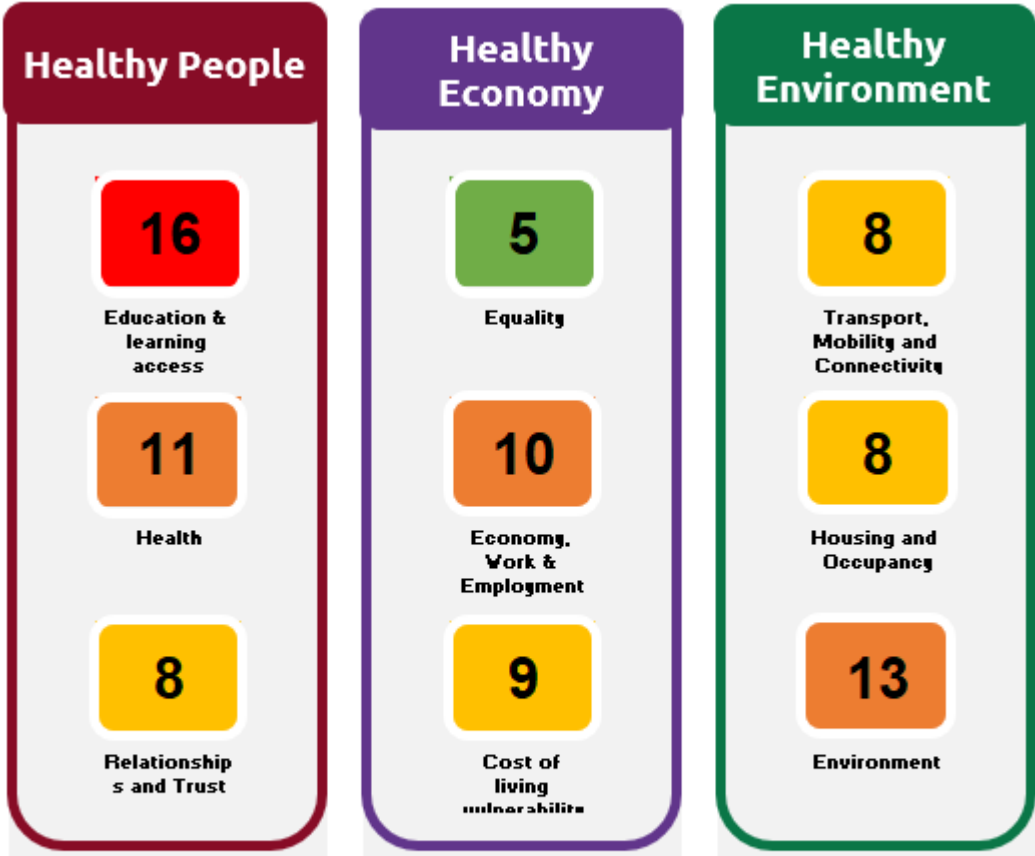 Healthy People
16
Education &
learning
access
11
Health
8
Relationship
s and Trust
Healthy
Economy
5
Equality
10
Economy,
Work &
Employment
9
Cost of
living
vulnerability
Healthy
Environment
8
Transport,
Mobility and
Connectivity
8
Housing and
Occupancy
13
Environment